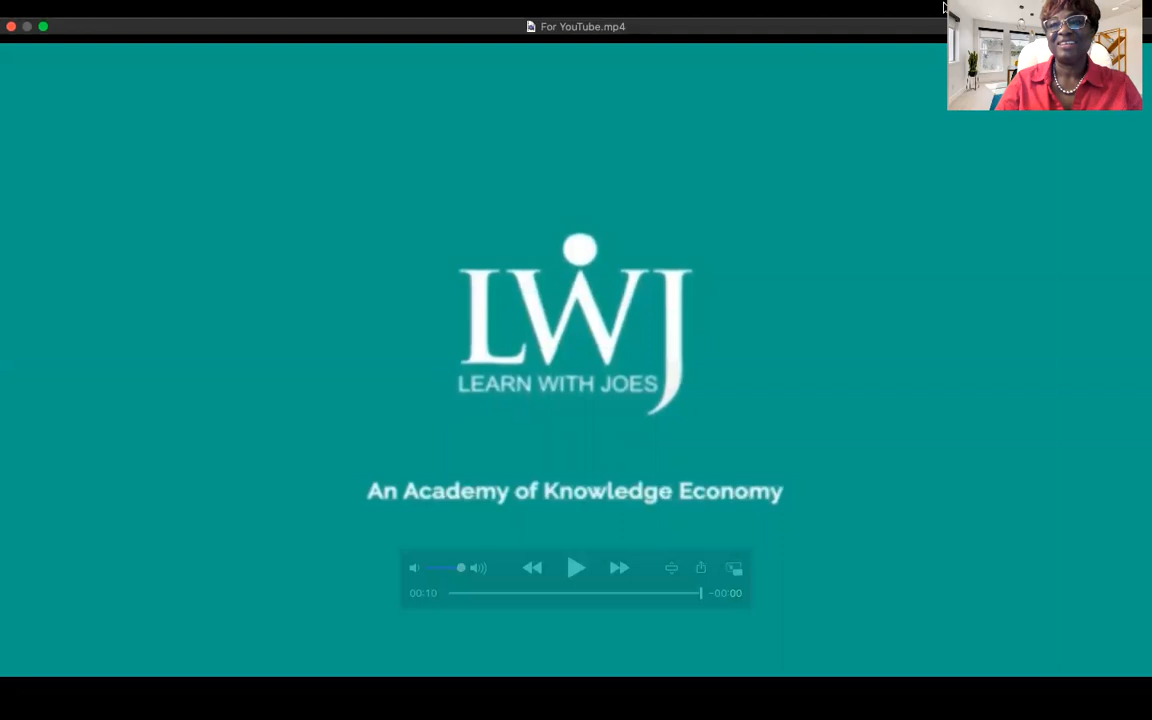 For YouTube.mp4
LWJ
LEARN WITH JOES
An Academy of Knowledge Economy
00:10
-00:00